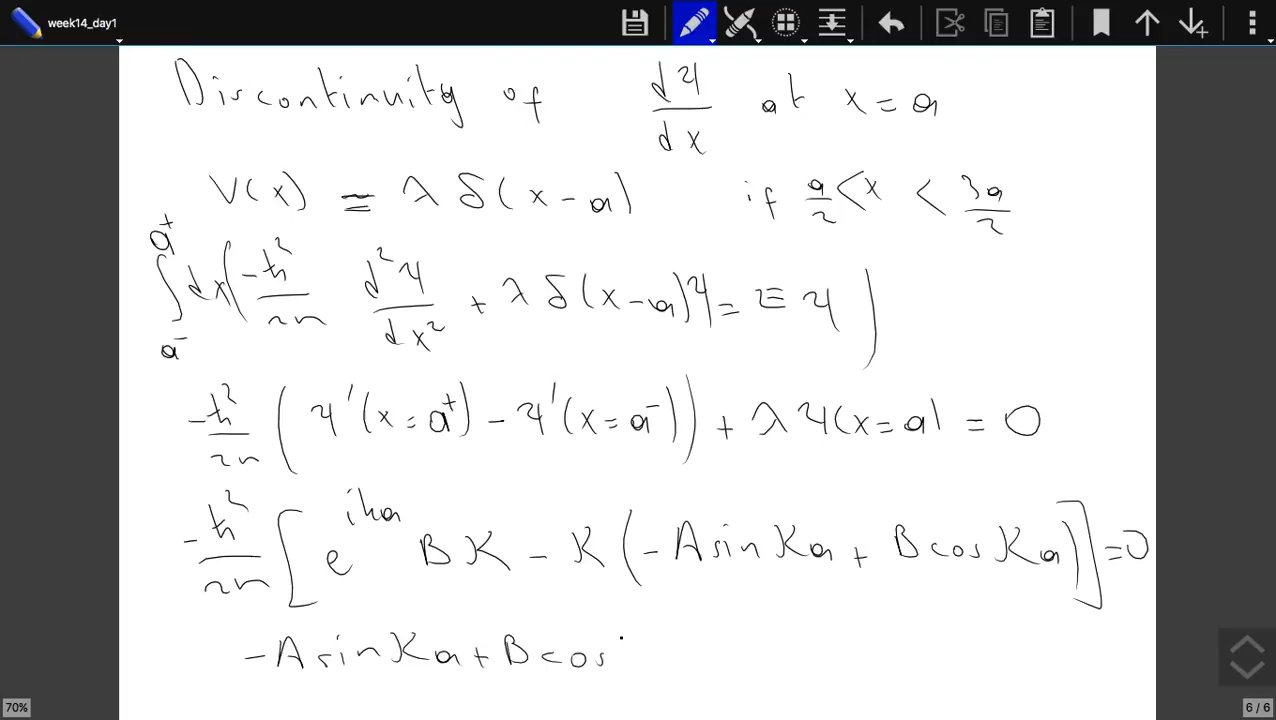 week14_day1
Discontinuity of dψ/dx at x = a
V(x) = λ δ(x - a) if a/2 < x < 3a/2
∫_{a⁻}^{a⁺} dx( -ħ²/2m d²ψ/dx² + λ δ(x - a)ψ = E ψ )
-ħ²/2m ( ψ'(x = a⁺) - ψ'(x = a⁻) ) + λ ψ(x = a) = 0
-ħ²/2m [ e^{ika} B K - K ( - A sin Ka + B cos Ka ) ] = 0
- A sin Ka + B cos
70%
6 / 6